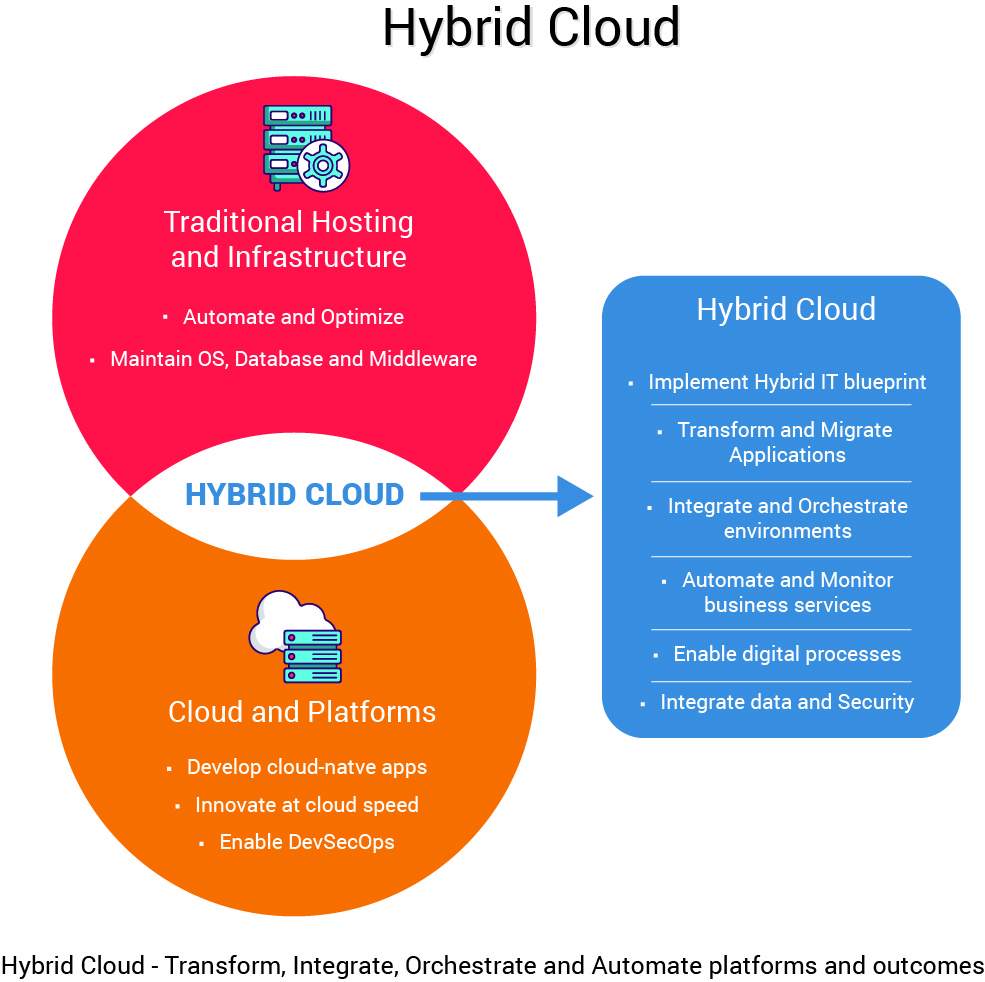 Hybrid Cloud
Traditional Hosting
and Infrastructure
▪ Automate and Optimize
▪ Maintain OS, Database and Middleware
HYBRID CLOUD
Cloud and Platforms
▪ Develop cloud-natve apps
▪ Innovate at cloud speed
▪ Enable DevSecOps
Hybrid Cloud
▪ Implement Hybrid IT blueprint
▪ Transform and Migrate
Applications
▪ Integrate and Orchestrate
environments
▪ Automate and Monitor
business services
▪ Enable digital processes
▪ Integrate data and Security
Hybrid Cloud - Transform, Integrate, Orchestrate and Automate platforms and outcomes